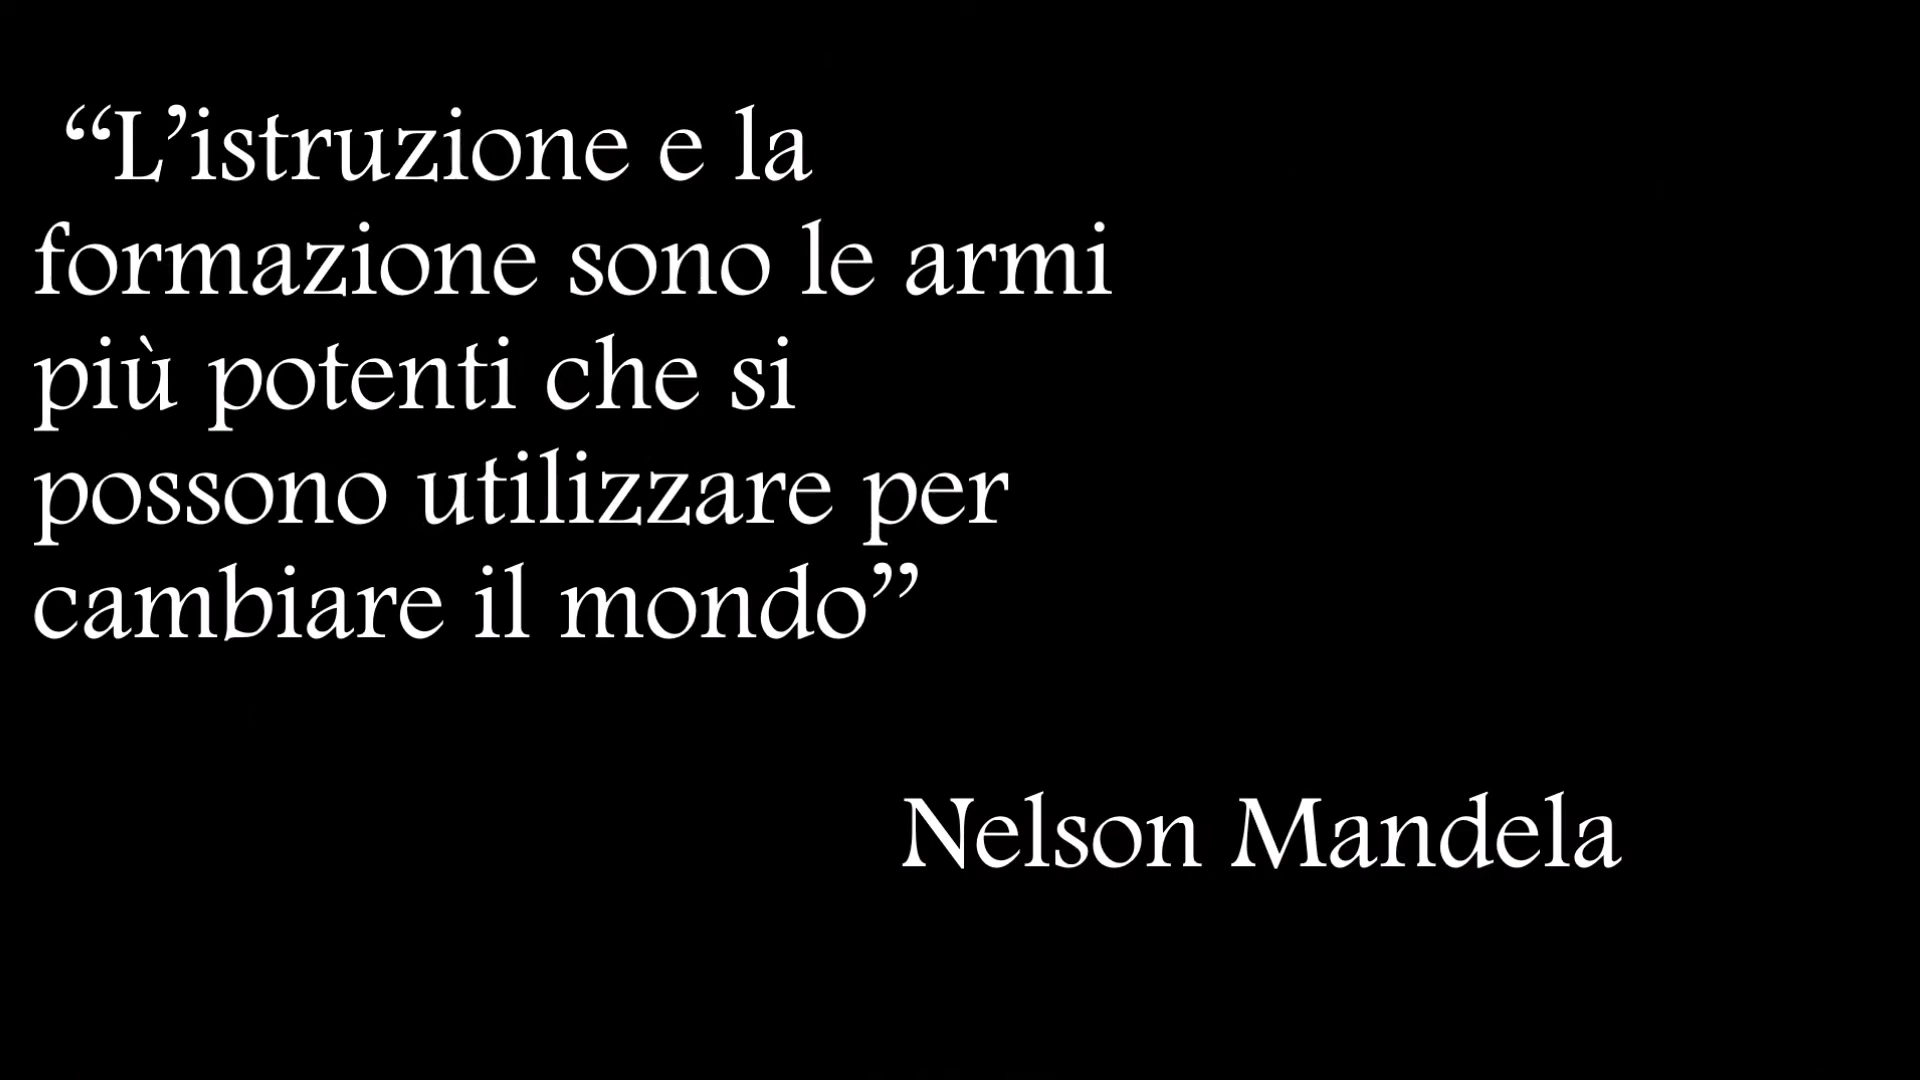 “L’istruzione e la
formazione sono le armi
più potenti che si
possono utilizzare per
cambiare il mondo”
Nelson Mandela